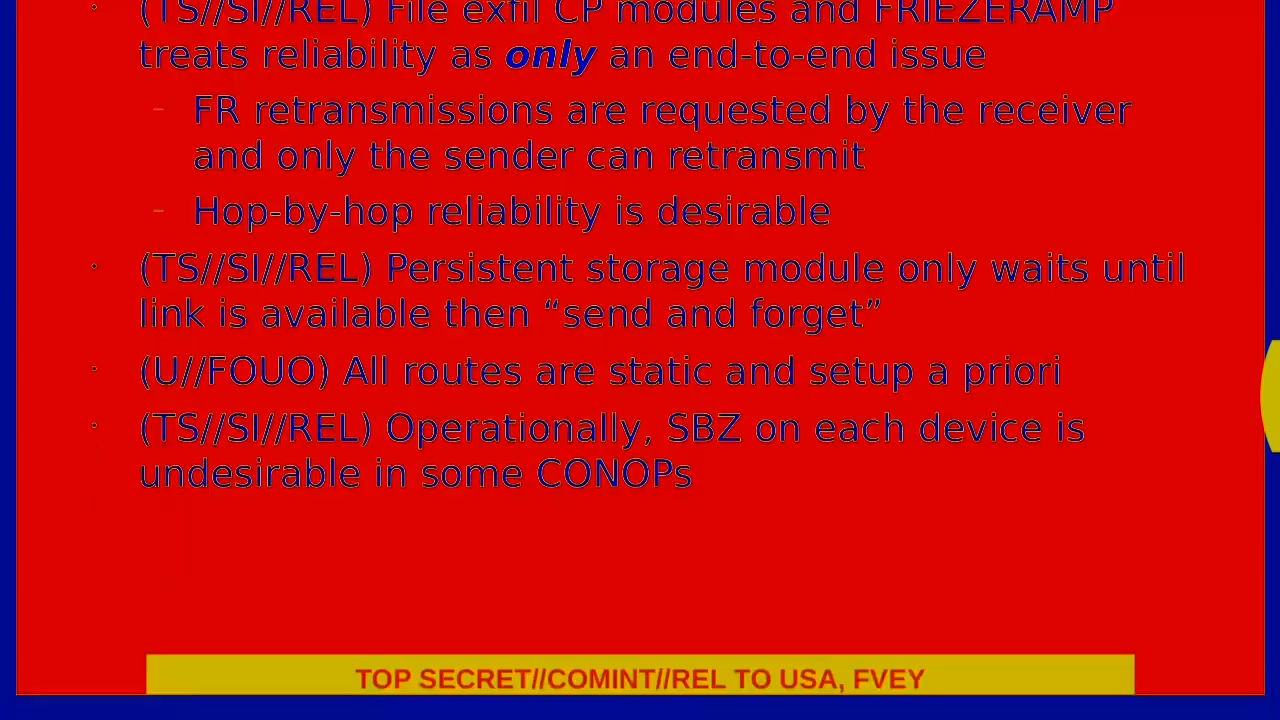 (TS//SI//REL) File exfil CP modules and FRIEZERAMP
treats reliability as only an end-to-end issue
- FR retransmissions are requested by the receiver
and only the sender can retransmit
- Hop-by-hop reliability is desirable
· (TS//SI//REL) Persistent storage module only waits until
link is available then “send and forget”
· (U//FOUO) All routes are static and setup a priori
· (TS//SI//REL) Operationally, SBZ on each device is
undesirable in some CONOPs
TOP SECRET//COMINT//REL TO USA, FVEY